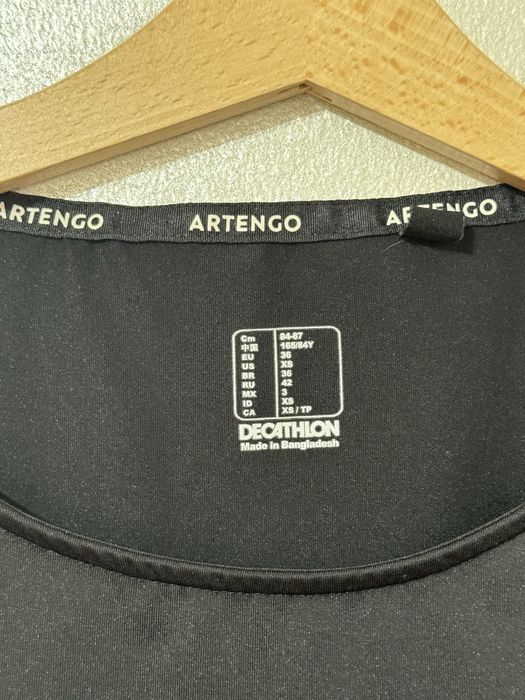 ARTENGO ARTENGO ARTENGO
Cm 84-87
中国 165/84Y
EU 36
US XS
BR 36
RU 42
MX 3
ID XS
CA XS / TP
DECATHLON
Made in Bangladesh